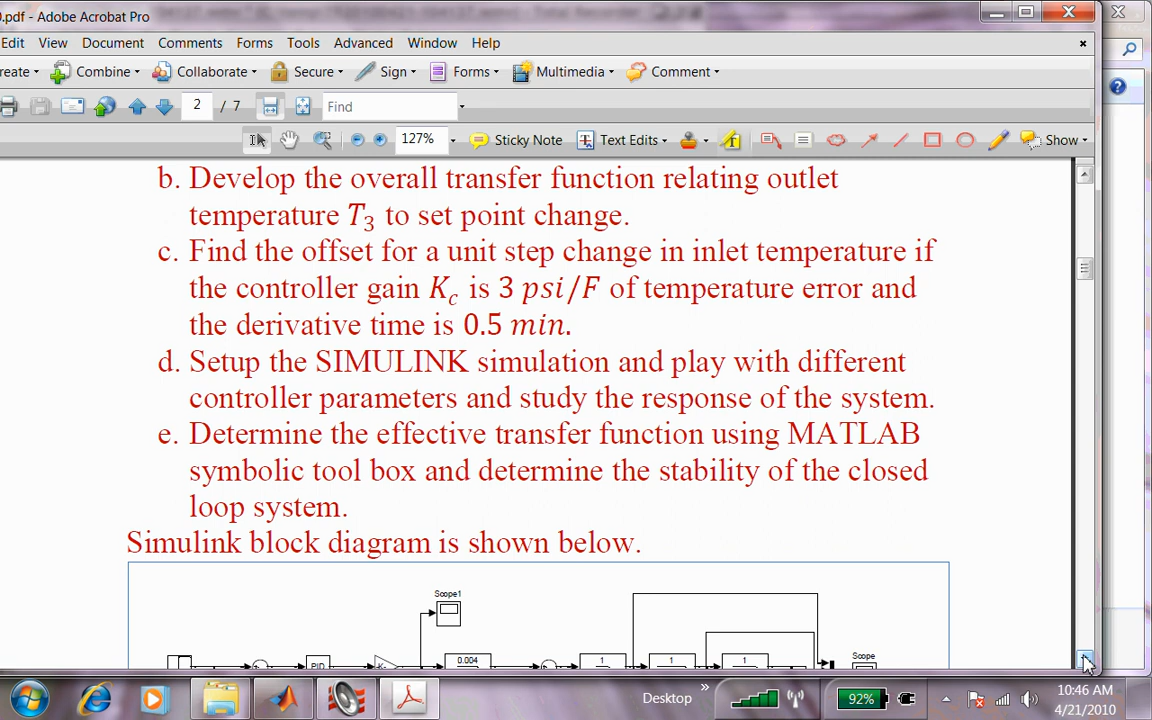 .pdf - Adobe Acrobat Pro
Edit View Document Comments Forms Tools Advanced Window Help
reate Combine Collaborate Secure Sign Forms Multimedia Comment
2 / 7 Find
127% Sticky Note Text Edits Show
b. Develop the overall transfer function relating outlet
temperature T₃ to set point change.
c. Find the offset for a unit step change in inlet temperature if
the controller gain K_c is 3 psi/F of temperature error and
the derivative time is 0.5 min.
d. Setup the SIMULINK simulation and play with different
controller parameters and study the response of the system.
e. Determine the effective transfer function using MATLAB
symbolic tool box and determine the stability of the closed
loop system.
Simulink block diagram is shown below.
Scope1
PID 0.004 1 1 1 Scope
Desktop » 92% 10:46 AM
4/21/2010